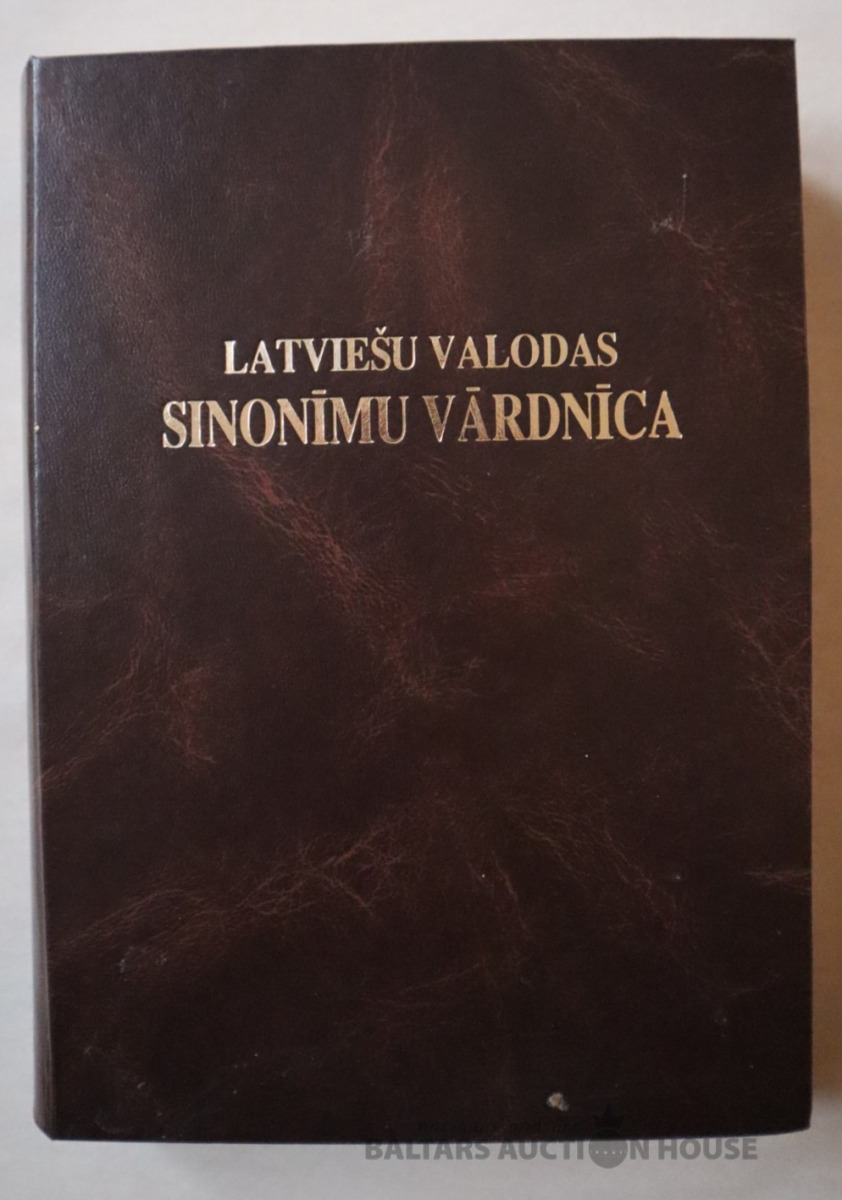 LATVIEŠU VALODAS
SINONĪMU VĀRDNĪCA
BALTARS AUCTION HOUSE